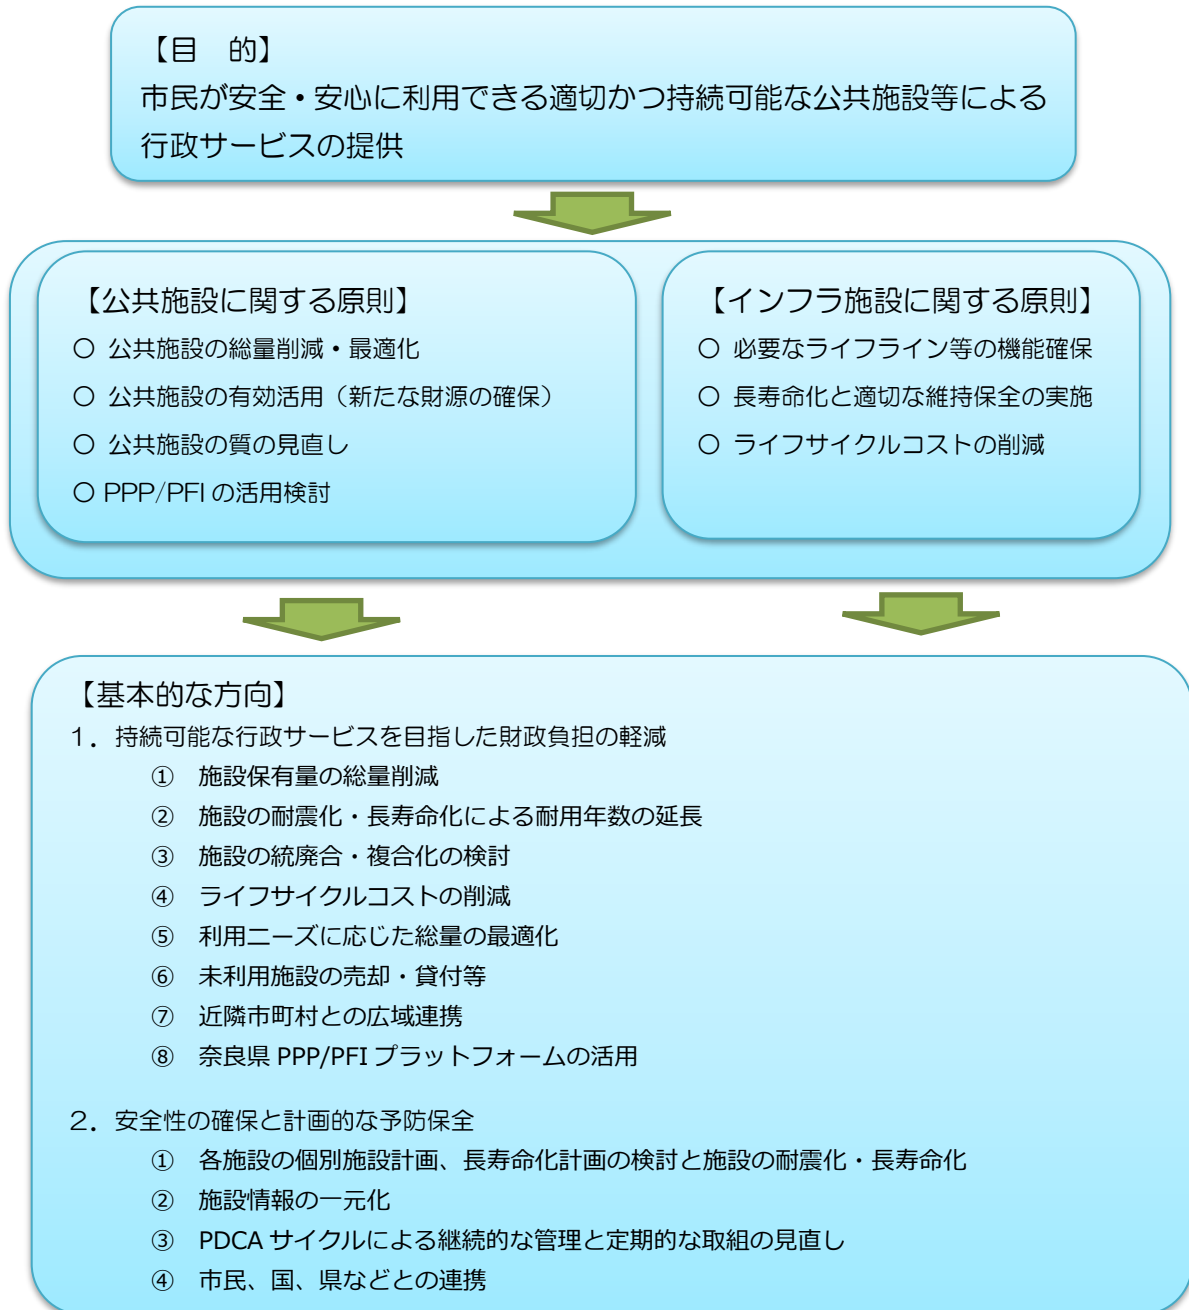 【目　的】
市民が安全・安心に利用できる適切かつ持続可能な公共施設等による
行政サービスの提供
【公共施設に関する原則】
○ 公共施設の総量削減・最適化
○ 公共施設の有効活用（新たな財源の確保）
○ 公共施設の質の見直し
○ PPP/PFI の活用検討
【インフラ施設に関する原則】
○ 必要なライフライン等の機能確保
○ 長寿命化と適切な維持保全の実施
○ ライフサイクルコストの削減
【基本的な方向】
１．持続可能な行政サービスを目指した財政負担の軽減
①　施設保有量の総量削減
②　施設の耐震化・長寿命化による耐用年数の延長
③　施設の統廃合・複合化の検討
④　ライフサイクルコストの削減
⑤　利用ニーズに応じた総量の最適化
⑥　未利用施設の売却・貸付等
⑦　近隣市町村との広域連携
⑧　奈良県 PPP/PFI プラットフォームの活用
２．安全性の確保と計画的な予防保全
①　各施設の個別施設計画、長寿命化計画の検討と施設の耐震化・長寿命化
②　施設情報の一元化
③　PDCA サイクルによる継続的な管理と定期的な取組の見直し
④　市民、国、県などとの連携